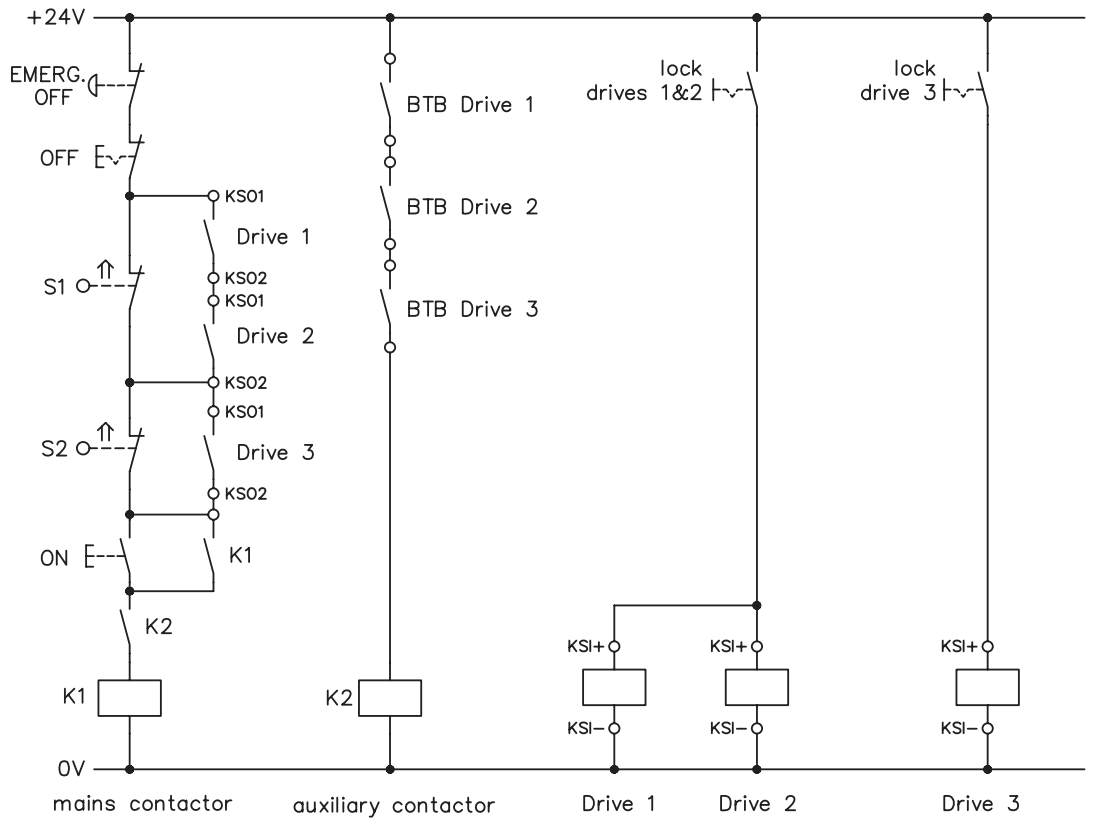 +24V
EMERG.
OFF
OFF
KSO1
Drive 1
KSO2
KSO1
S1
Drive 2
KSO2
KSO1
S2
Drive 3
KSO2
ON
K1
K2
K1
BTB Drive 1
BTB Drive 2
BTB Drive 3
K2
lock
drives 1&2
lock
drive 3
KSI+
KSI-
KSI+
KSI-
KSI+
KSI-
0V
mains contactor
auxiliary contactor
Drive 1
Drive 2
Drive 3